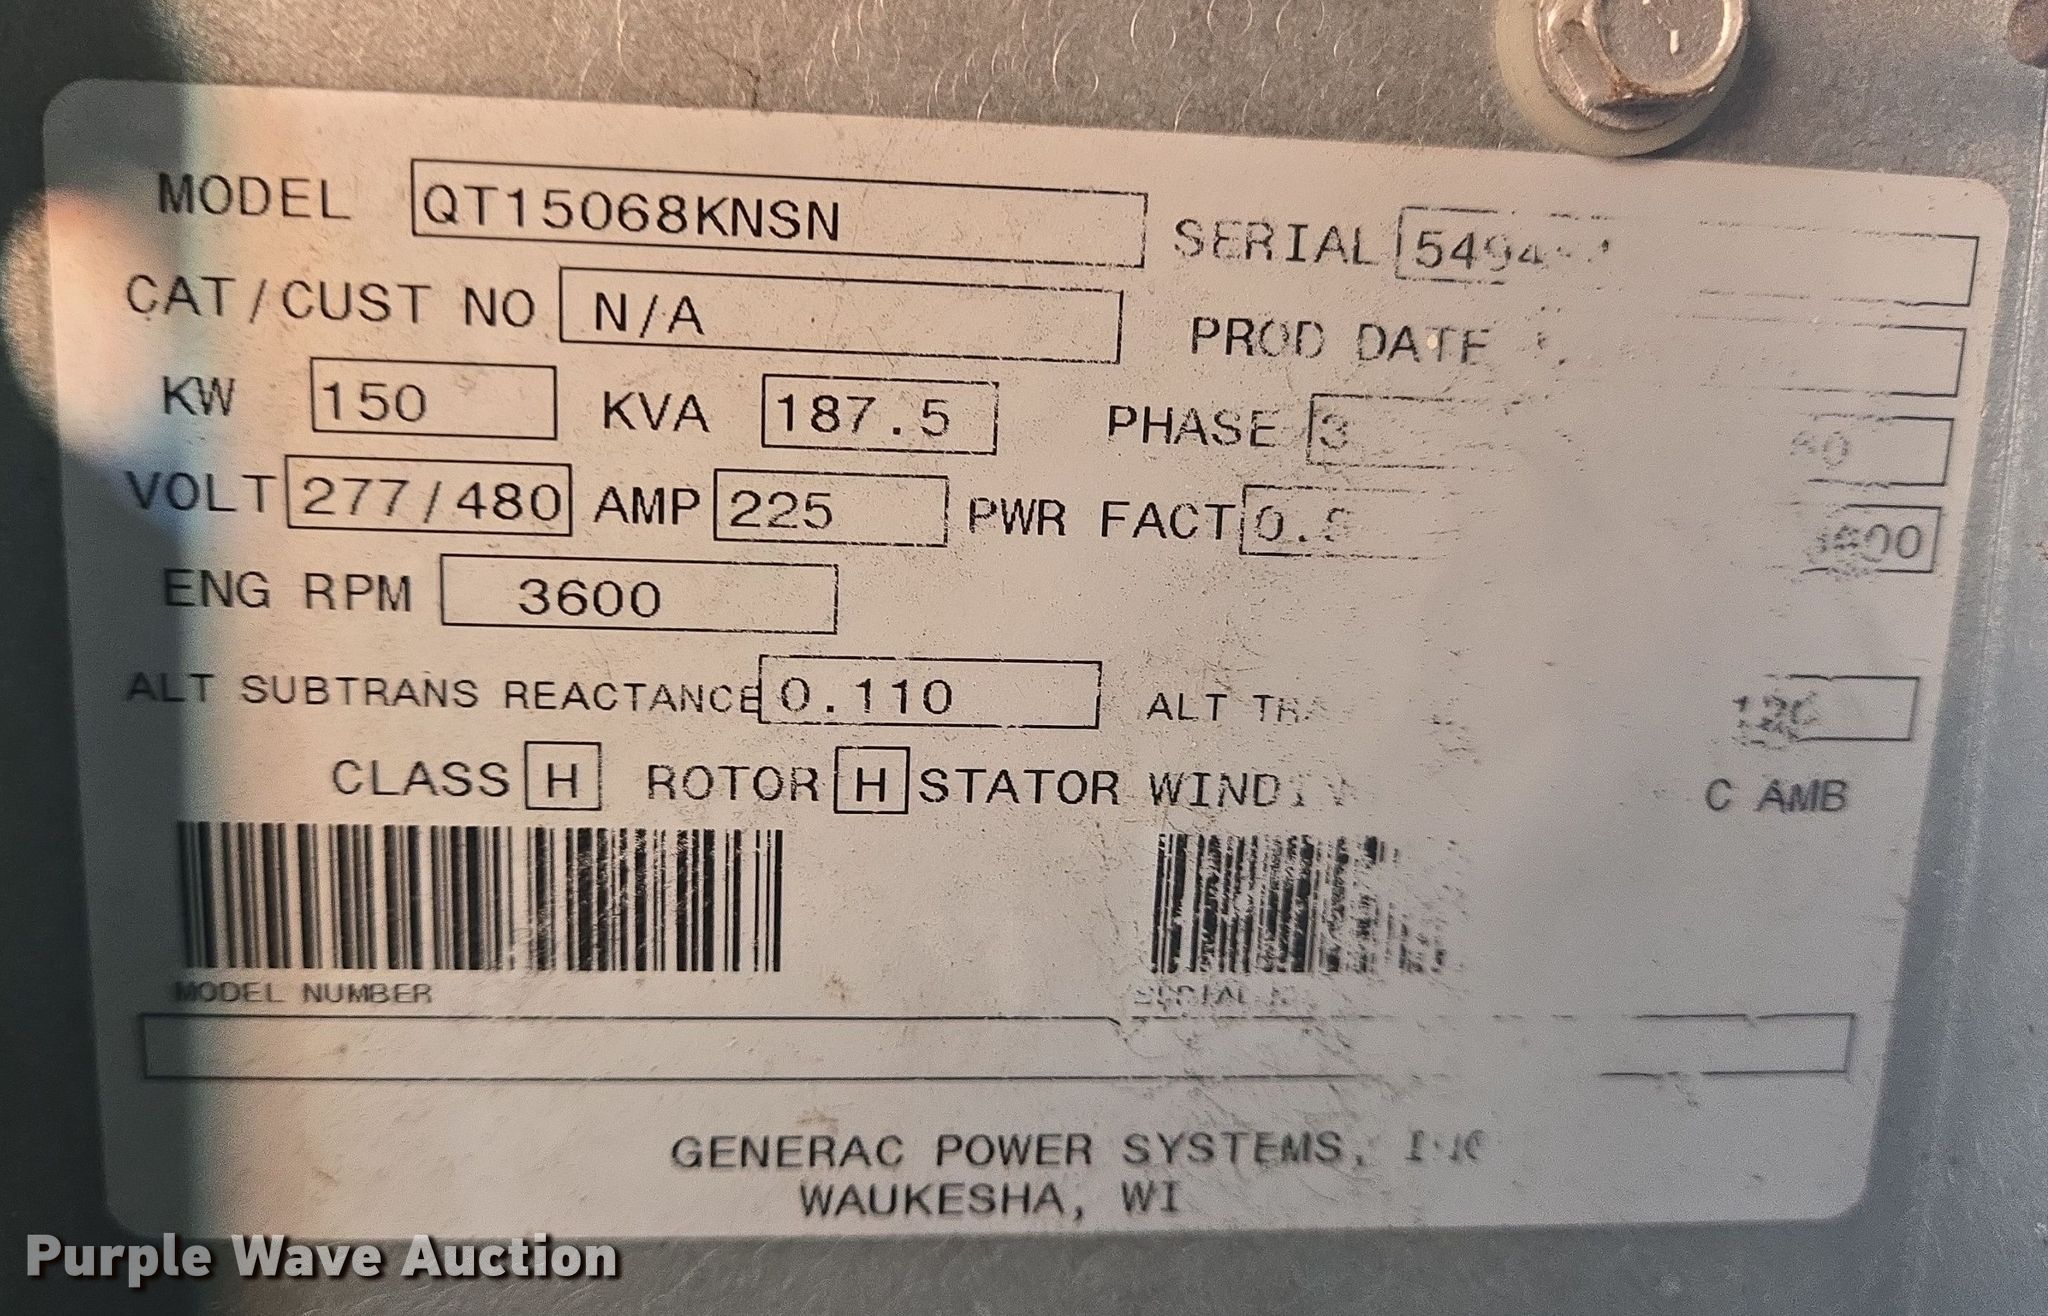 MODEL QT15068KNSN SERIAL
CAT/CUST NO N/A PROD DATE
KW 150 KVA 187.5 PHASE 3
VOLT 277/480 AMP 225 PWR FACT
ENG RPM 3600
ALT SUBTRANS REACTANCE 0.110 ALT
CLASS H ROTOR H STATOR C AMB
MODEL NUMBER SERIAL
GENERAC POWER SYSTEMS,
WAUKESHA, WI
Purple Wave Auction